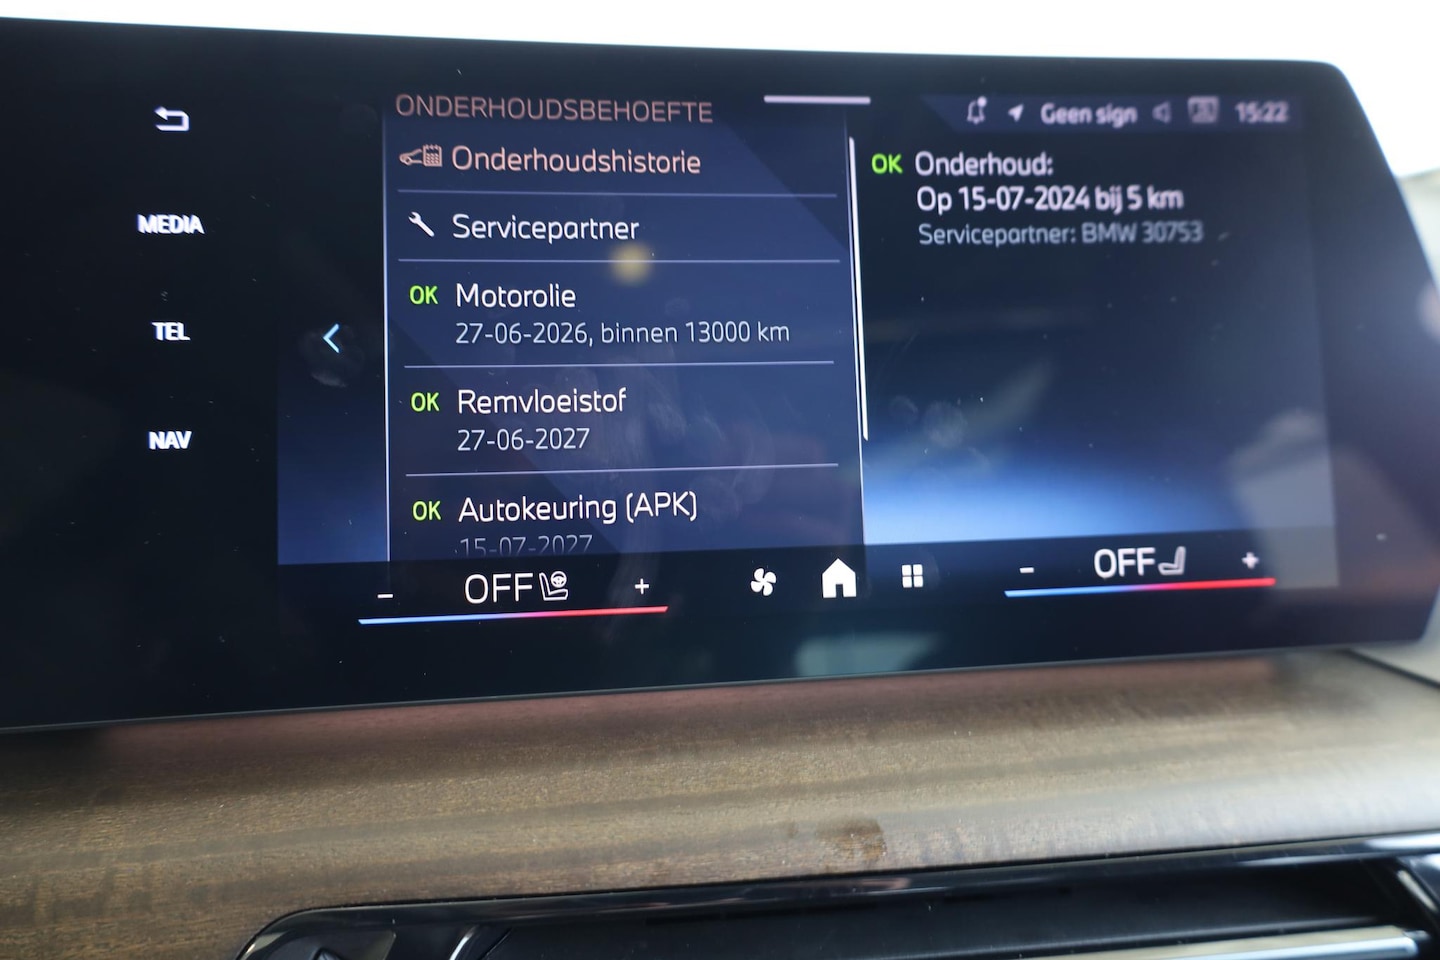 MEDIA
TEL
NAV
ONDERHOUDSBEHOEFTE
Onderhoudshistorie
Servicepartner
OK Motorolie
27-06-2026, binnen 13000 km
OK Remvloeistof
27-06-2027
OK Autokeuring (APK)
15-07-2027
Geen sign 15:22
OK Onderhoud:
Op 15-07-2024 bij 5 km
Servicepartner: BMW 30753
- OFF +
- OFF +